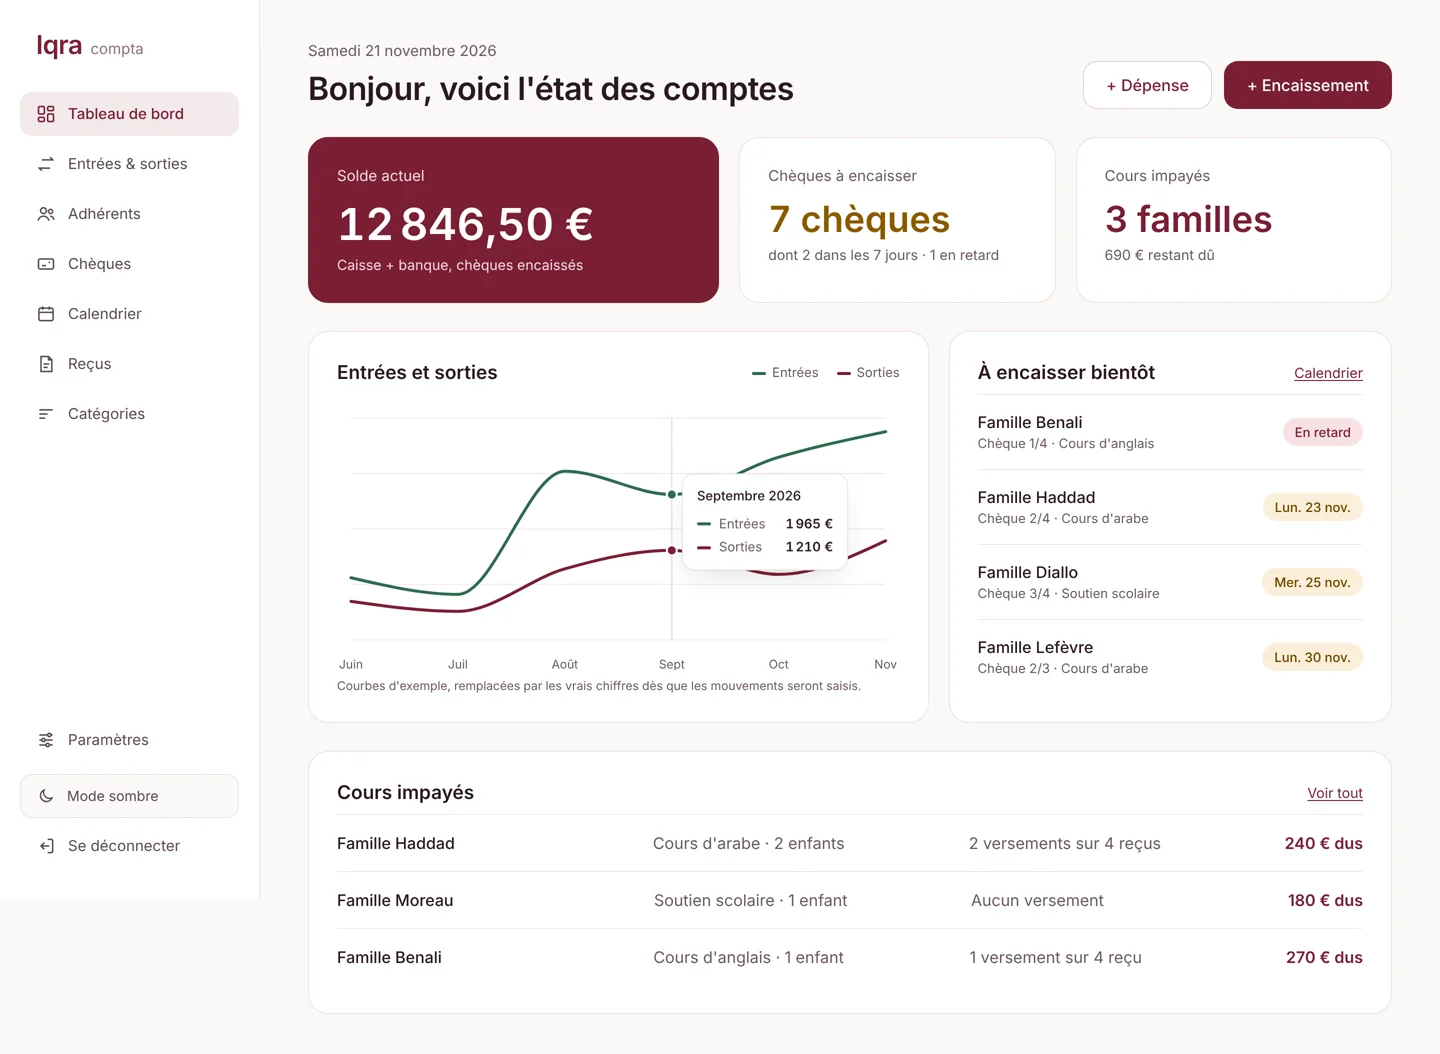 Iqra compta
Tableau de bord
Entrées & sorties
Adhérents
Chèques
Calendrier
Reçus
Catégories
Paramètres
Mode sombre
Se déconnecter
Samedi 21 novembre 2026
Bonjour, voici l'état des comptes
+ Dépense
+ Encaissement
Solde actuel
12 846,50 €
Caisse + banque, chèques encaissés
Chèques à encaisser
7 chèques
dont 2 dans les 7 jours · 1 en retard
Cours impayés
3 familles
690 € restant dû
Entrées et sorties
Entrées
Sorties
Septembre 2026
Entrées 1 965 €
Sorties 1 210 €
Juin Juil Août Sept Oct Nov
Courbes d'exemple, remplacées par les vrais chiffres dès que les mouvements seront saisis.
À encaisser bientôt
Calendrier
Famille Benali
Chèque 1/4 · Cours d'anglais
En retard
Famille Haddad
Chèque 2/4 · Cours d'arabe
Lun. 23 nov.
Famille Diallo
Chèque 3/4 · Soutien scolaire
Mer. 25 nov.
Famille Lefèvre
Chèque 2/3 · Cours d'arabe
Lun. 30 nov.
Cours impayés
Voir tout
Famille Haddad Cours d'arabe · 2 enfants 2 versements sur 4 reçus 240 € dus
Famille Moreau Soutien scolaire · 1 enfant Aucun versement 180 € dus
Famille Benali Cours d'anglais · 1 enfant 1 versement sur 4 reçu 270 € dus